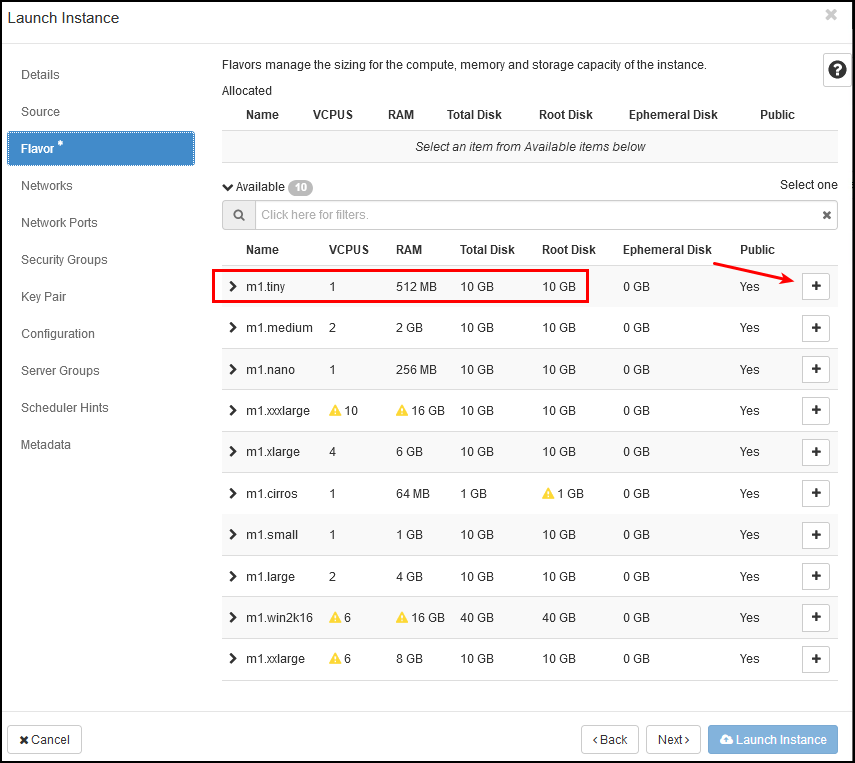 Launch Instance
Details
Source
Flavor *
Networks
Network Ports
Security Groups
Key Pair
Configuration
Server Groups
Scheduler Hints
Metadata
Flavors manage the sizing for the compute, memory and storage capacity of the instance.
Allocated
Name VCPUS RAM Total Disk Root Disk Ephemeral Disk Public
Select an item from Available items below
Available 10 Select one
Click here for filters.
Name VCPUS RAM Total Disk Root Disk Ephemeral Disk Public
m1.tiny 1 512 MB 10 GB 10 GB 0 GB Yes
m1.medium 2 2 GB 10 GB 10 GB 0 GB Yes
m1.nano 1 256 MB 10 GB 10 GB 0 GB Yes
m1.xxxlarge 10 16 GB 10 GB 10 GB 0 GB Yes
m1.xlarge 4 6 GB 10 GB 10 GB 0 GB Yes
m1.cirros 1 64 MB 1 GB 1 GB 0 GB Yes
m1.small 1 1 GB 10 GB 10 GB 0 GB Yes
m1.large 2 4 GB 10 GB 10 GB 0 GB Yes
m1.win2k16 6 16 GB 40 GB 40 GB 0 GB Yes
m1.xxlarge 6 8 GB 10 GB 10 GB 0 GB Yes
Cancel
‹ Back
Next ›
Launch Instance